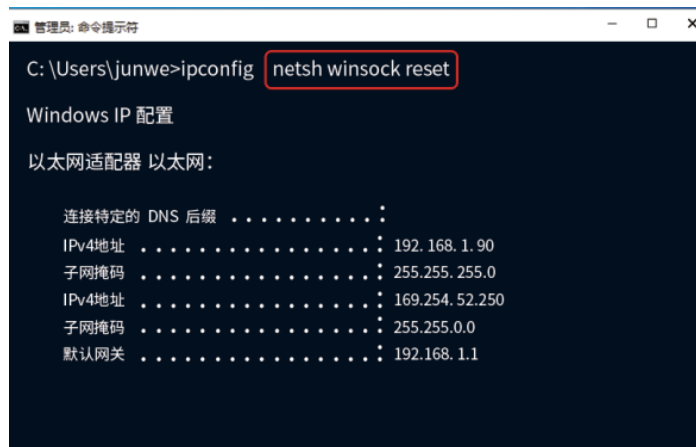 管理员: 命令提示符
C: \Users\junwe>ipconfig netsh winsock reset
Windows IP 配置
以太网适配器 以太网：
连接特定的 DNS 后缀 . . . . . . . . . . :
IPv4地址 . . . . . . . . . . . . . . . . : 192. 168. 1. 90
子网掩码 . . . . . . . . . . . . . . . . : 255.255. 255.0
IPv4地址 . . . . . . . . . . . . . . . . : 169.254. 52.250
子网掩码 . . . . . . . . . . . . . . . . : 255.255.0.0
默认网关 . . . . . . . . . . . . . . . . : 192.168. 1.1